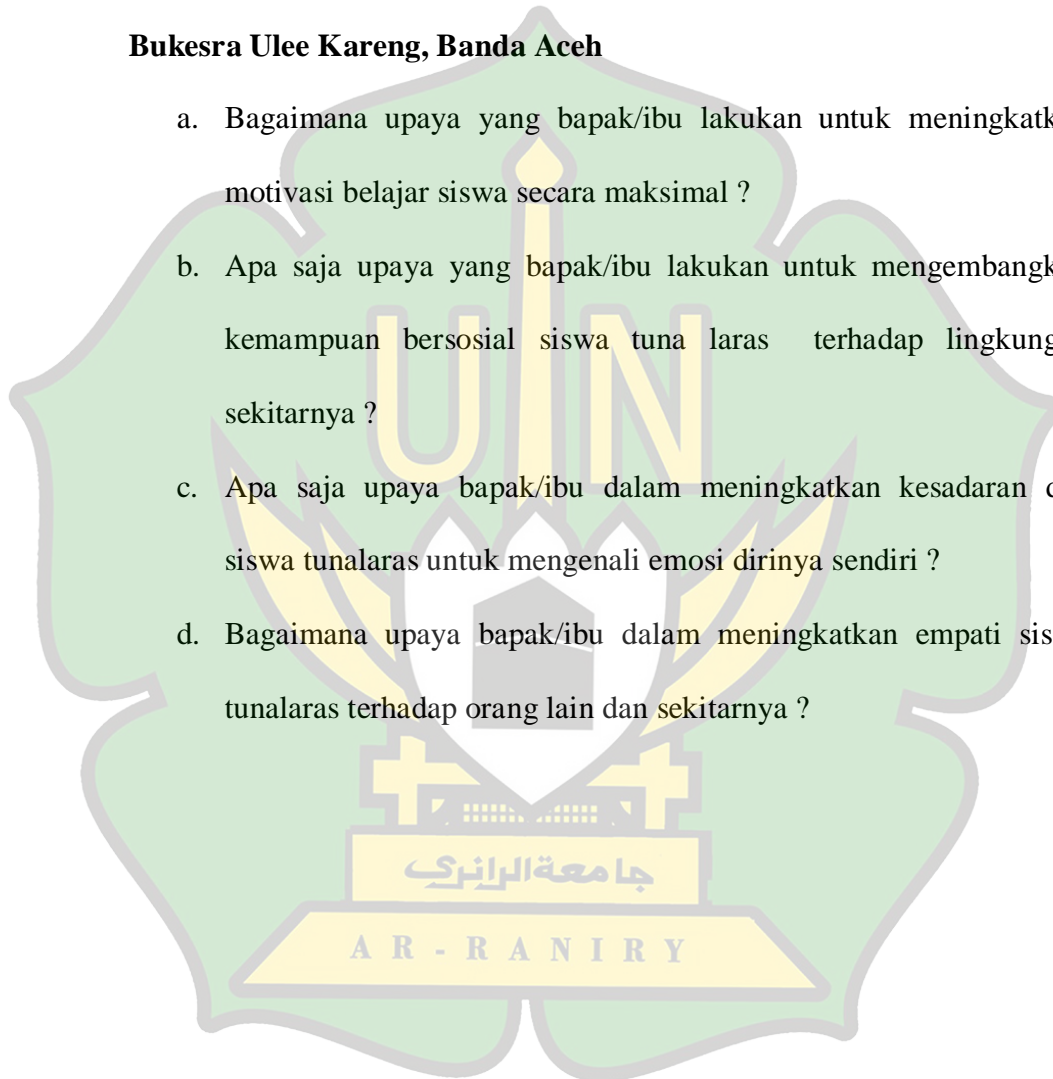 Bukesra Ulee Kareng, Banda Aceh
a. Bagaimana upaya yang bapak/ibu lakukan untuk meningkatk
motivasi belajar siswa secara maksimal ?
b. Apa saja upaya yang bapak/ibu lakukan untuk mengembangk
kemampuan bersosial siswa tuna laras terhadap lingkung
sekitarnya ?
c. Apa saja upaya bapak/ibu dalam meningkatkan kesadaran d
siswa tunalaras untuk mengenali emosi dirinya sendiri ?
d. Bagaimana upaya bapak/ibu dalam meningkatkan empati sis
tunalaras terhadap orang lain dan sekitarnya ?
UIN
جامعة الرانري
AR-RANIRY